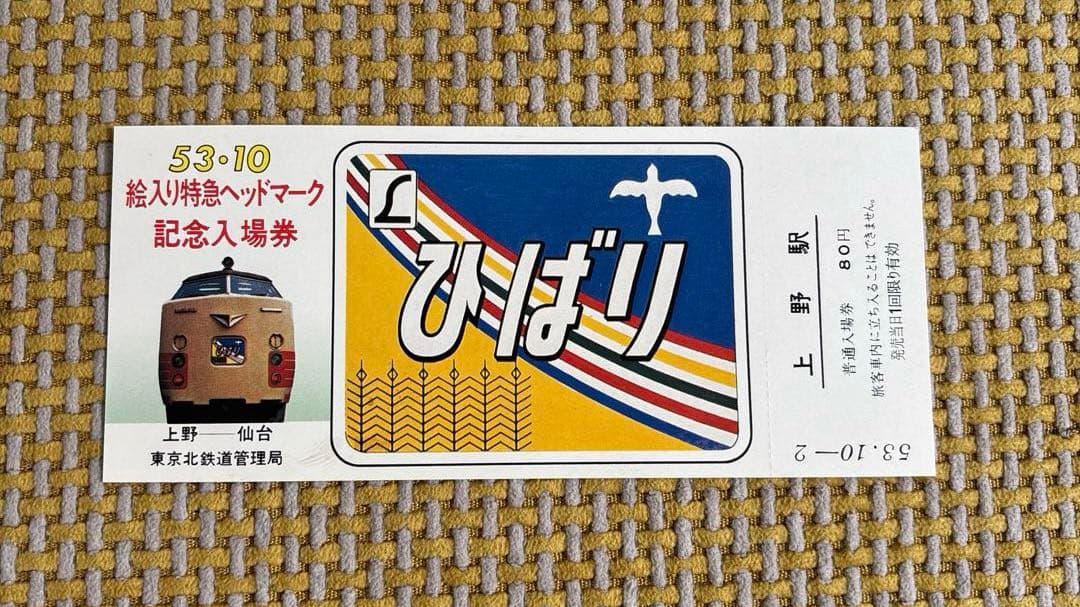 53・10
絵入り特急ヘッドマーク
記念入場券
上野──仙台
東京北鉄道管理局
L
ひばり
上野駅
普通入場券 80円
旅客車内に立ち入ることはできません。
発売当日1回限り有効
53.10—2